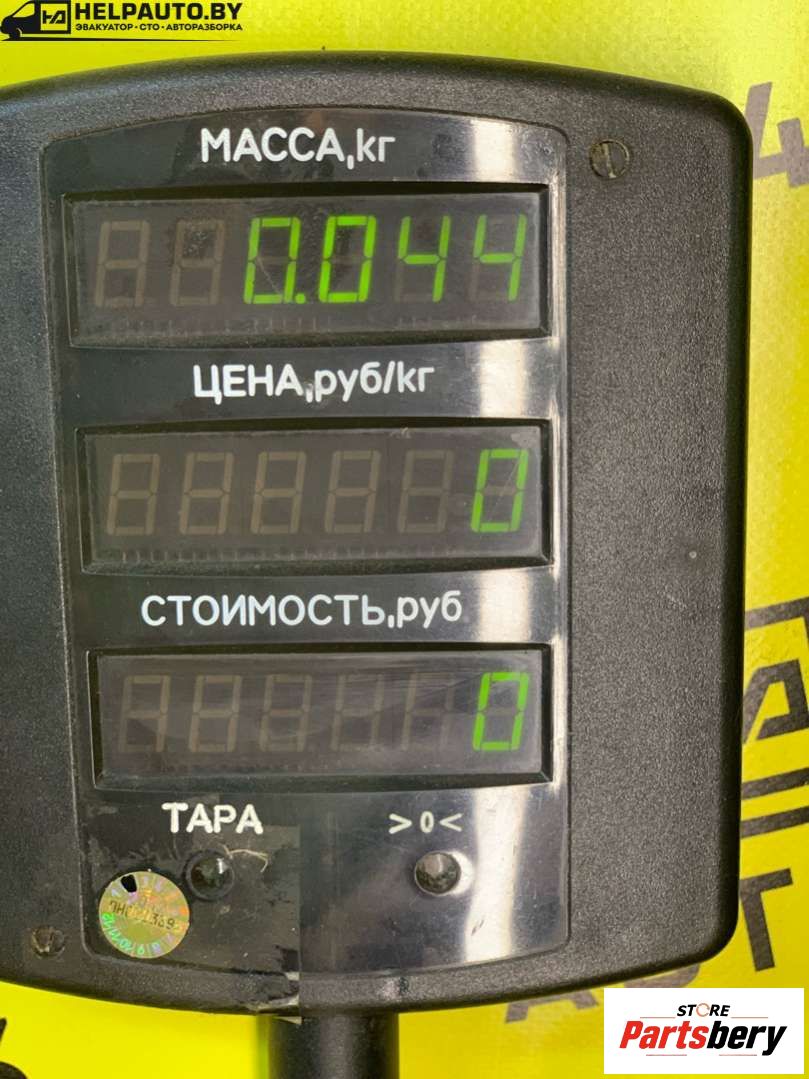 HELPAUTO.BY
ЭВАКУАТОР·СТО·АВТОРАЗБОРКА
МАССА,кг
0.044
ЦЕНА,руб/кг
0
СТОИМОСТЬ,руб
0
ТАРА >0<
STORE
Partsbery